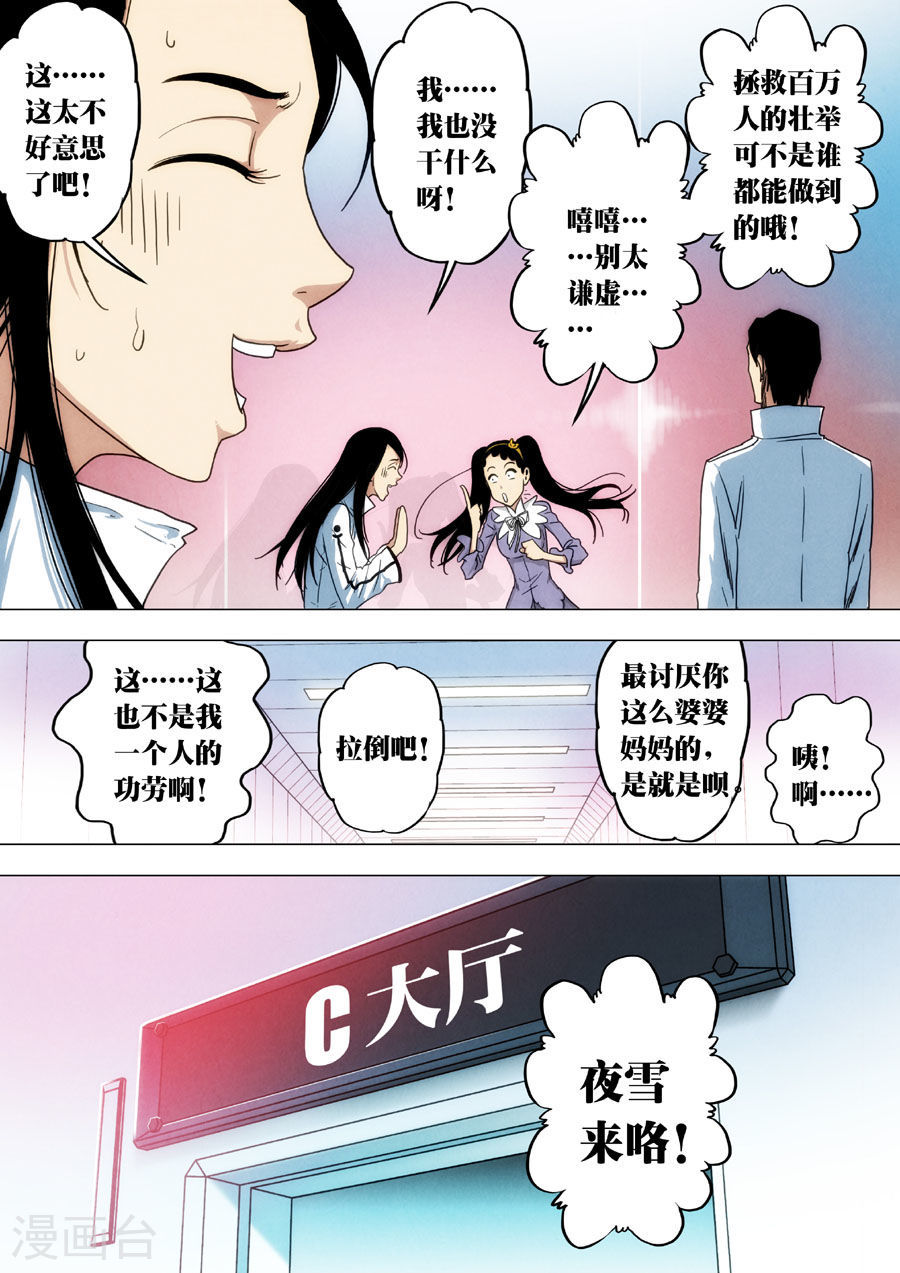 这……
这太不
好意思
了吧！
我……
我也没
干什么
呀！
嘻嘻…
…别太
谦虚…
…
拯救百万
人的壮举
可不是谁
都能做到
的哦！
这……这
也不是我
一个人的
功劳啊！
拉倒吧！
最讨厌你
这么婆婆
妈妈的，
是就是呗。
咦！
啊……
C大厅
夜雪
来咯！
漫画台